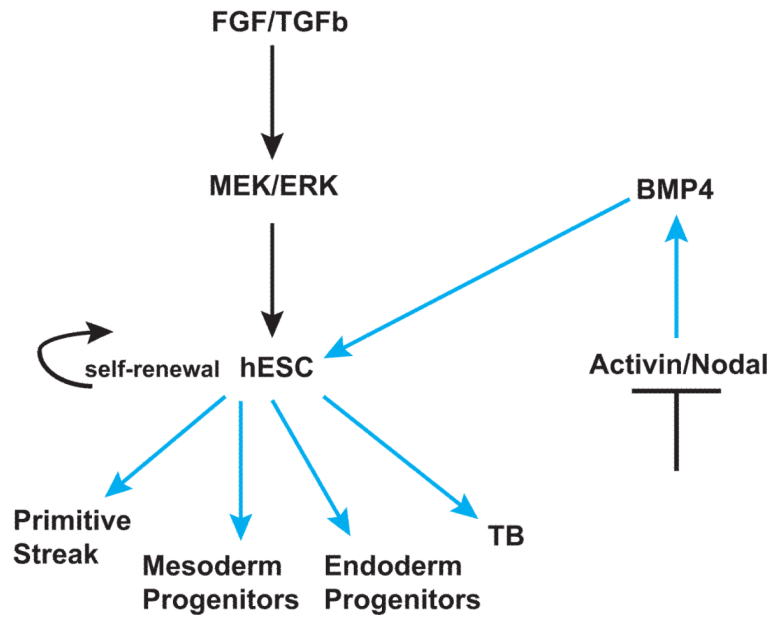 FGF/TGFb
MEK/ERK
BMP4
self-renewal hESC
Activin/Nodal
Primitive
Streak
Mesoderm
Progenitors
Endoderm
Progenitors
TB